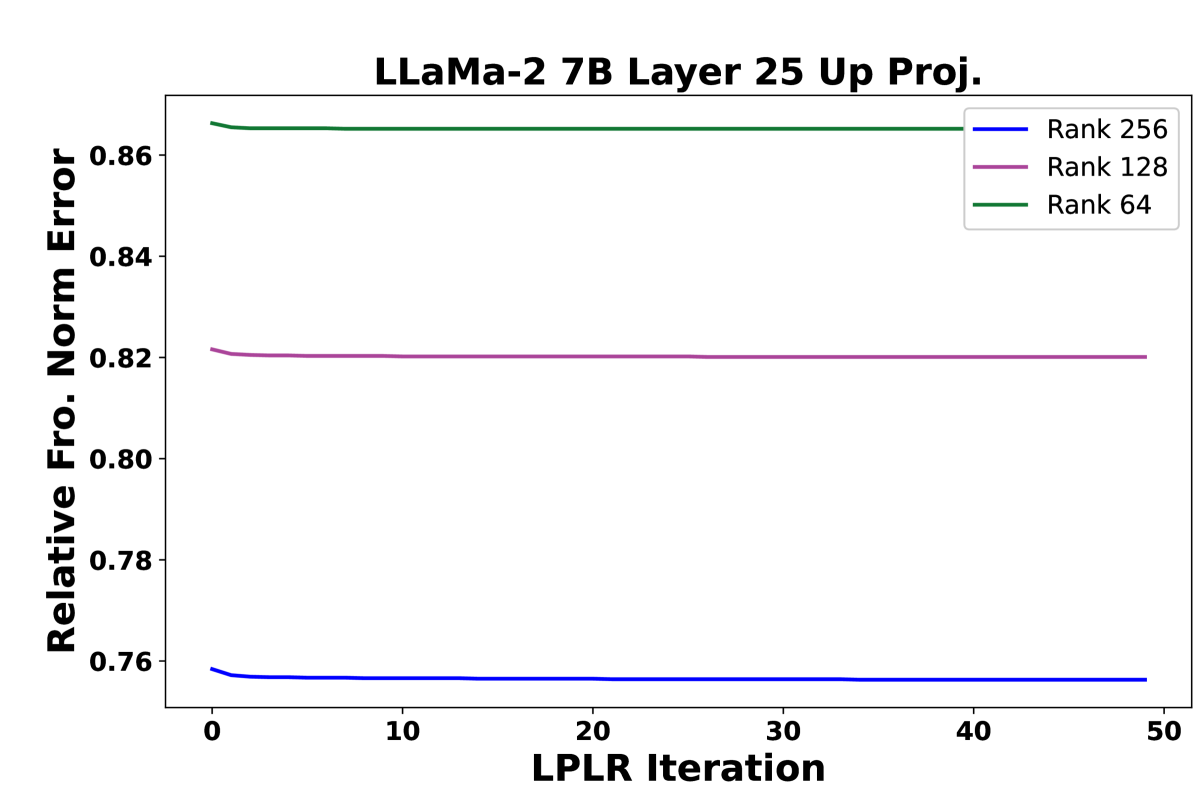 LLaMa-2 7B Layer 25 Up Proj.
Relative Fro. Norm Error
0.86
0.84
0.82
0.80
0.78
0.76
Rank 256
Rank 128
Rank 64
0 10 20 30 40 50
LPLR Iteration